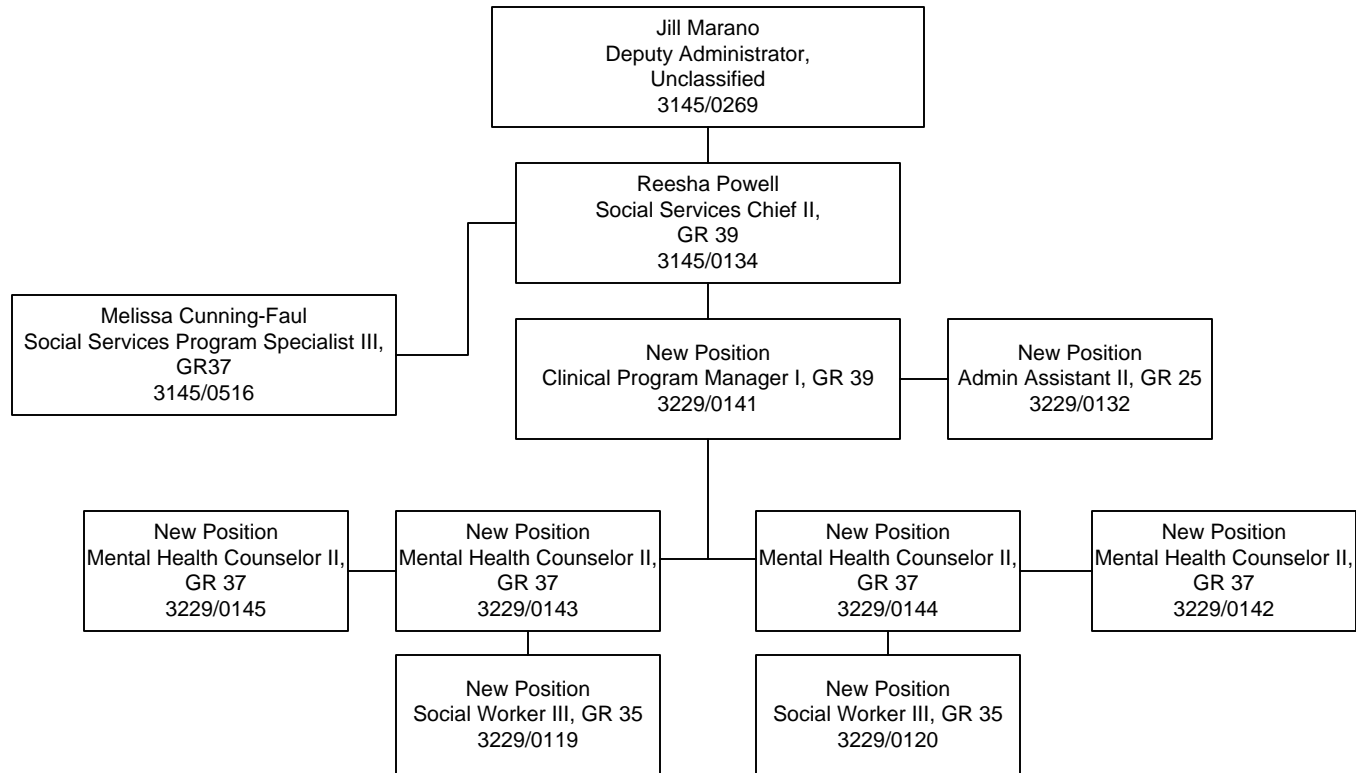 Jill Marano
Deputy Administrator,
Unclassified
3145/0269
Reesha Powell
Social Services Chief II,
GR 39
3145/0134
Melissa Cunning-Faul
Social Services Program Specialist III,
GR37
3145/0516
New Position
Clinical Program Manager I, GR 39
3229/0141
New Position
Admin Assistant II, GR 25
3229/0132
New Position
Mental Health Counselor II,
GR 37
3229/0145
New Position
Mental Health Counselor II,
GR 37
3229/0143
New Position
Mental Health Counselor II,
GR 37
3229/0144
New Position
Mental Health Counselor II,
GR 37
3229/0142
New Position
Social Worker III, GR 35
3229/0119
New Position
Social Worker III, GR 35
3229/0120